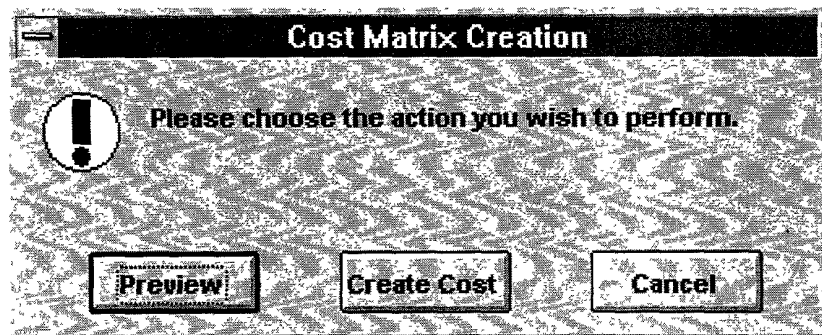 Cost Matrix Creation
Please choose the action you wish to perform.
Preview Create Cost Cancel